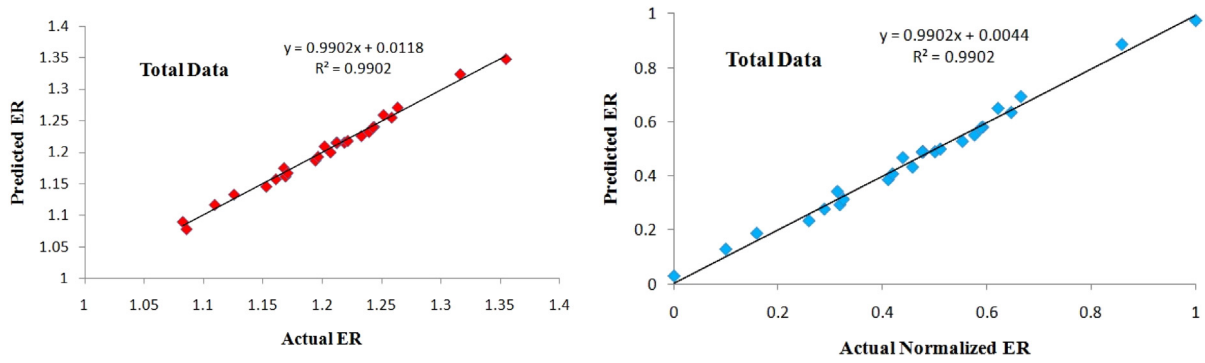 1.4
1.35
1.3
1.25
1.2
1.15
1.1
1.05
1
Predicted ER
y = 0.9902x + 0.0118
R² = 0.9902
Total Data
1 1.05 1.1 1.15 1.2 1.25 1.3 1.35 1.4
Actual ER
1
0.8
0.6
0.4
0.2
0
Predicted ER
y = 0.9902x + 0.0044
R² = 0.9902
Total Data
0 0.2 0.4 0.6 0.8 1
Actual Normalized ER